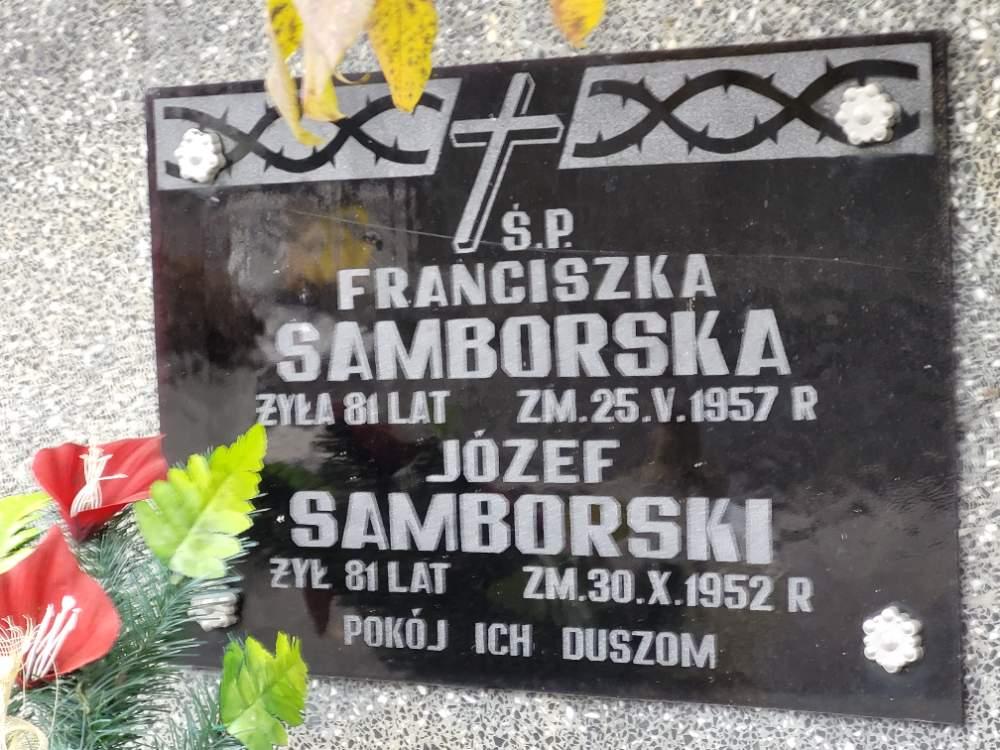 Ś.P.
FRANCISZKA
SAMBORSKA
ŻYŁA 81 LAT ZM. 25.V.1957 R
JÓZEF
SAMBORSKI
ŻYŁ 81 LAT ZM. 30.X.1952 R
POKÓJ ICH DUSZOM